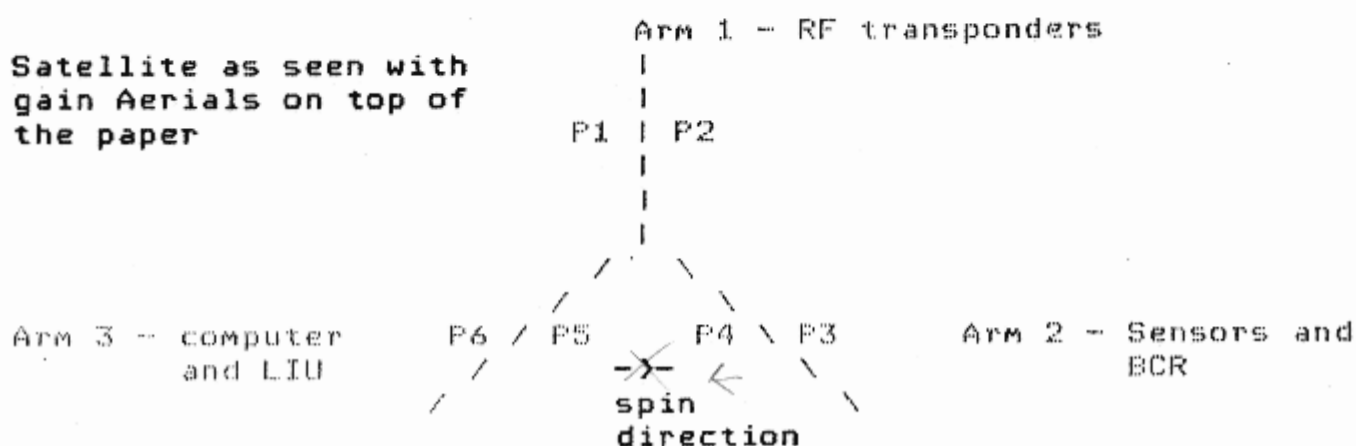 Arm 1 - RF transponders
Satellite as seen with
gain Aerials on top of
the paper
P1 P2
Arm 3 - computer
and LIU
P6 P5
P4 P3
Arm 2 - Sensors and
BCR
spin
direction